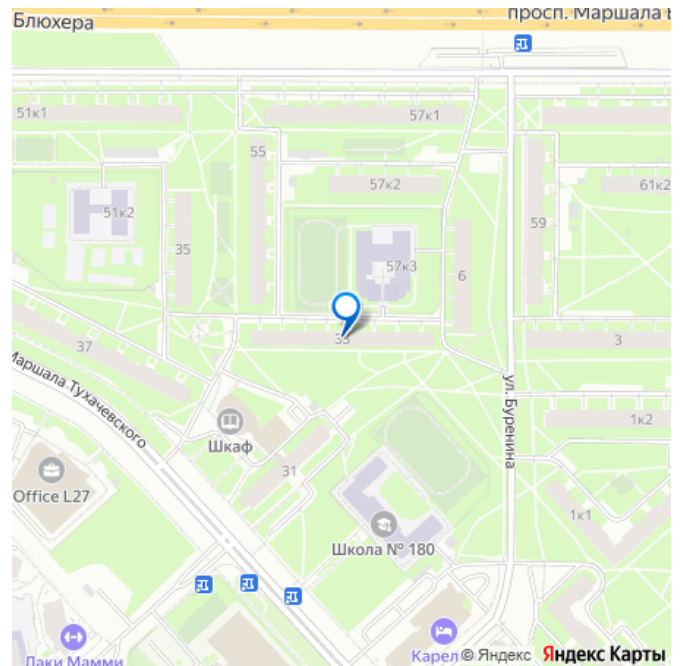 Блюхера
просп. Маршала Б
51к1
57к1
55
57к2
61к2
51к2
59
35
57к3
6
33
3
37
Маршала Тухачевского
ул. Буренина
1к2
Шкаф
31
Office L27
1к1
Школа № 180
Лаки Мамми
Карел
© Яндекс Яндекс Карты